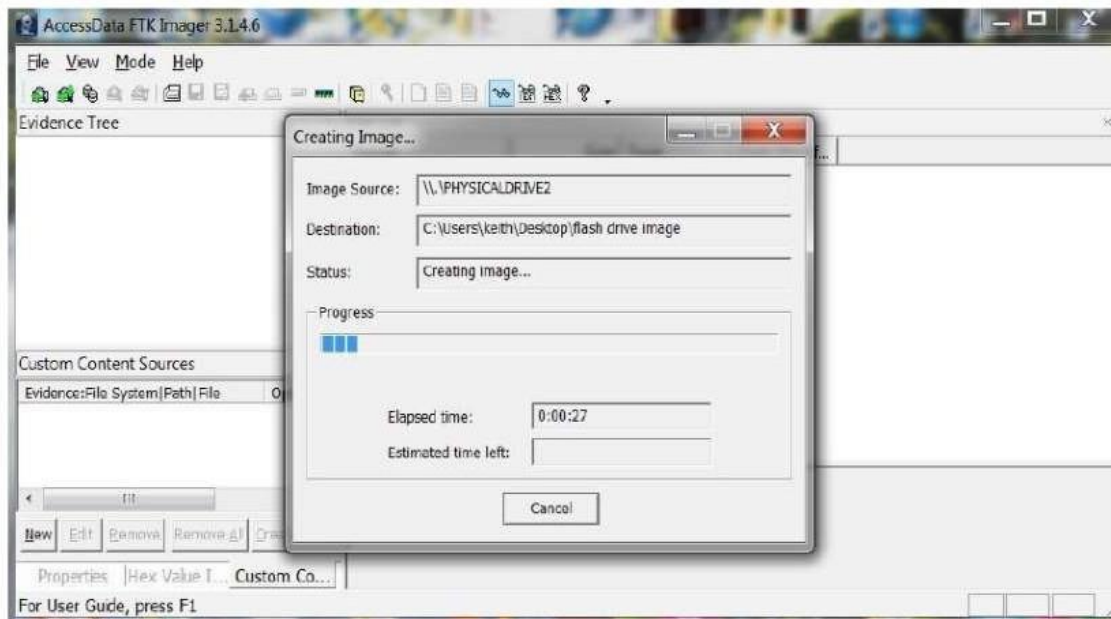 AccessData FTK Imager 3.1.4.6
File View Mode Help
Evidence Tree
Creating Image...
Image Source: \\.\PHYSICALDRIVE2
Destination: C:\Users\keith\Desktop\flash drive image
Status: Creating image...
Progress
Elapsed time: 0:00:27
Estimated time left:
Cancel
Custom Content Sources
Evidence:File System|Path|File
New Edit Remove Remove All
Properties Hex Value I... Custom Co...
For User Guide, press F1